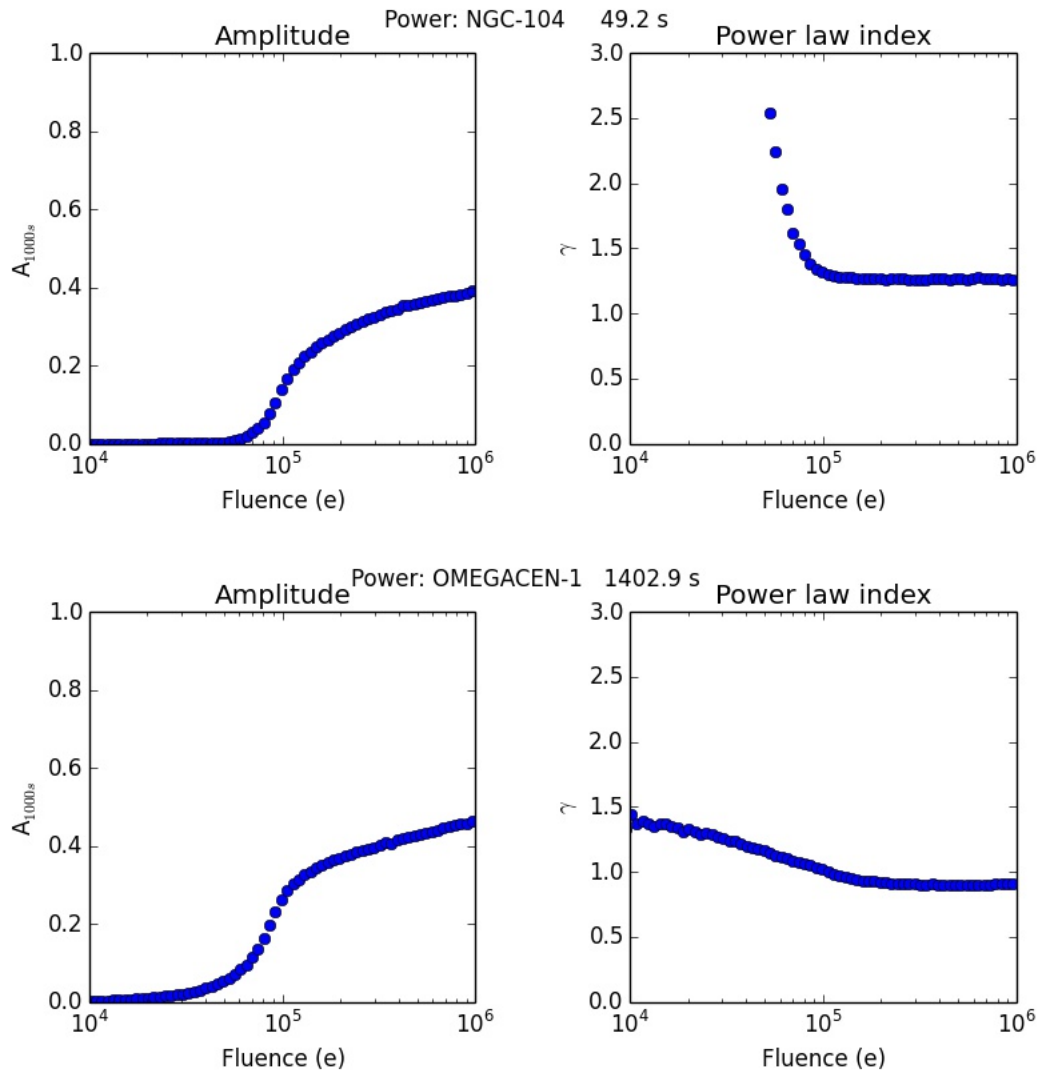 Power: NGC-104 49.2 s
Amplitude Power law index
1.0
0.8
0.6
0.4
0.2
0.0
A1000s
10^4 10^5 10^6
Fluence (e)
3.0
2.5
2.0
1.5
1.0
0.5
0.0
γ
10^4 10^5 10^6
Fluence (e)
Power: OMEGACEN-1 1402.9 s
Amplitude Power law index
1.0
0.8
0.6
0.4
0.2
0.0
A1000s
10^4 10^5 10^6
Fluence (e)
3.0
2.5
2.0
1.5
1.0
0.5
0.0
γ
10^4 10^5 10^6
Fluence (e)